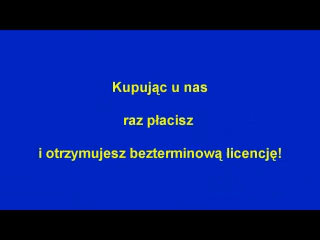 Kupując u nas
raz płacisz
i otrzymujesz bezterminową licencję!